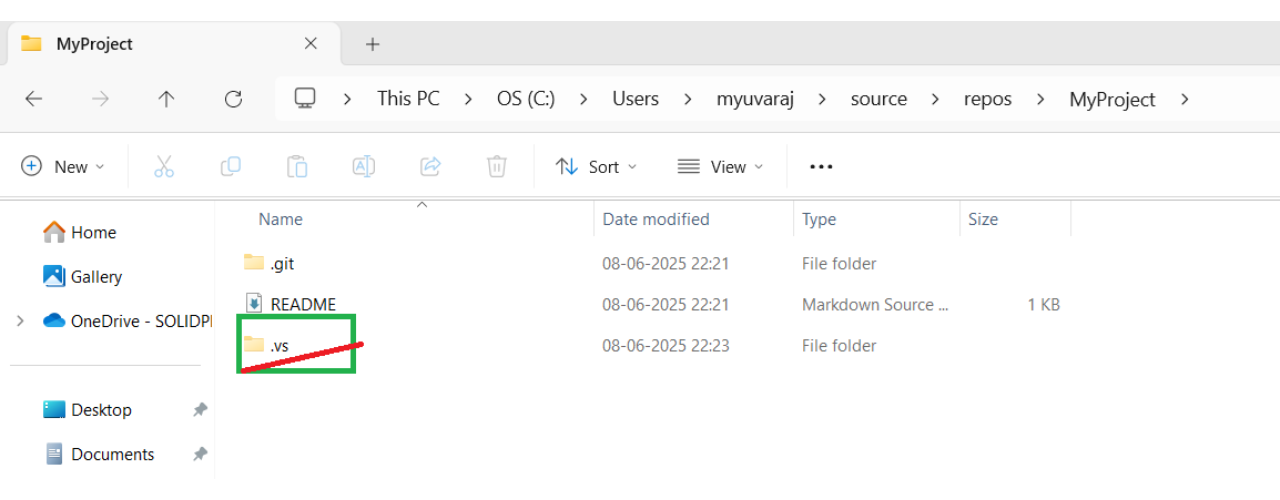 MyProject
This PC > OS (C:) > Users > myuvaraj > source > repos > MyProject >
New Sort View
Name Date modified Type Size
Home
Gallery
OneDrive - SOLIDPI
Desktop
Documents
.git 08-06-2025 22:21 File folder
README 08-06-2025 22:21 Markdown Source ... 1 KB
.vs 08-06-2025 22:23 File folder